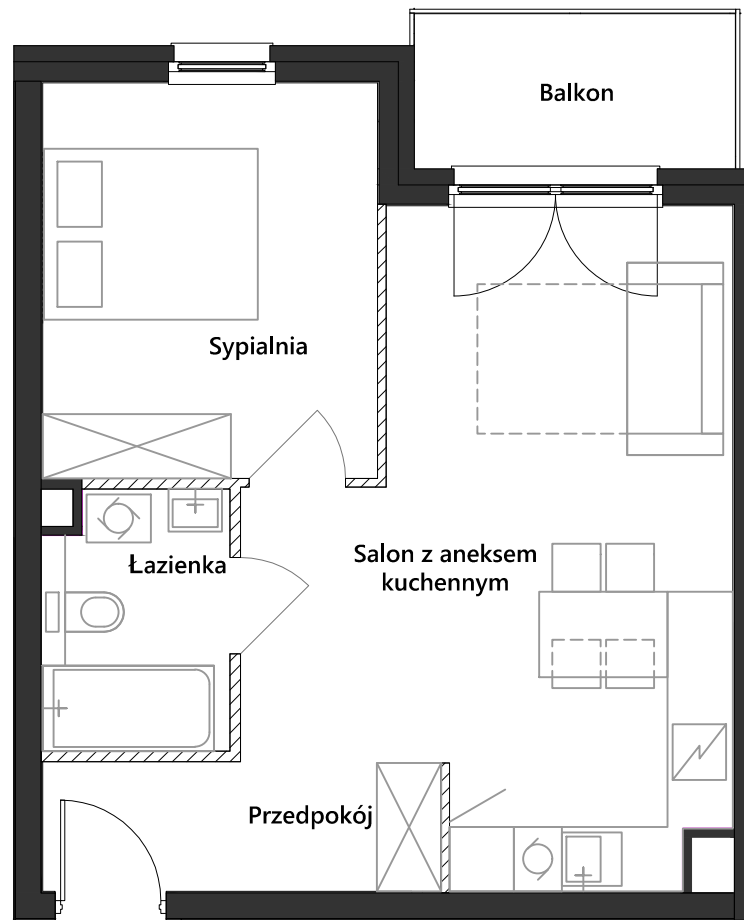 Balkon
Sypialnia
Łazienka
Salon z aneksem
kuchennym
Przedpokój